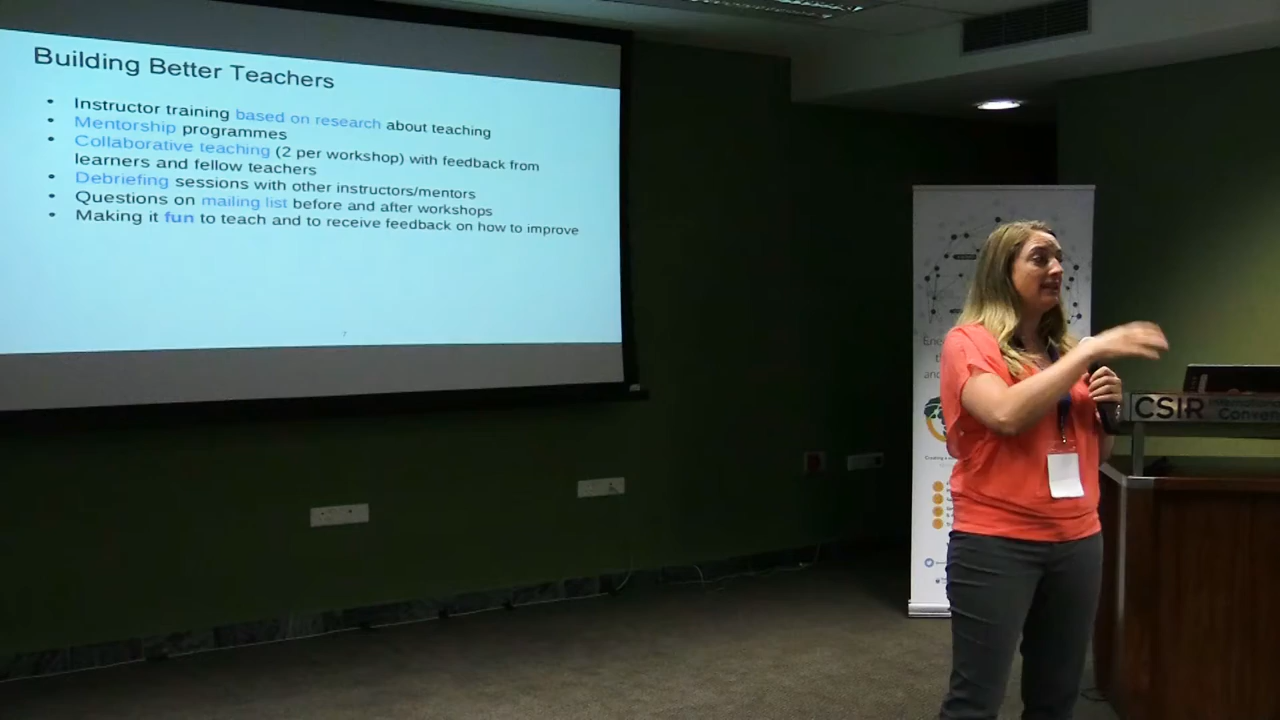 Building Better Teachers
• Instructor training based on research about teaching
• Mentorship programmes
• Collaborative teaching (2 per workshop) with feedback from
learners and fellow teachers
• Debriefing sessions with other instructors/mentors
• Questions on mailing list before and after workshops
• Making it fun to teach and to receive feedback on how to improve
CSIR